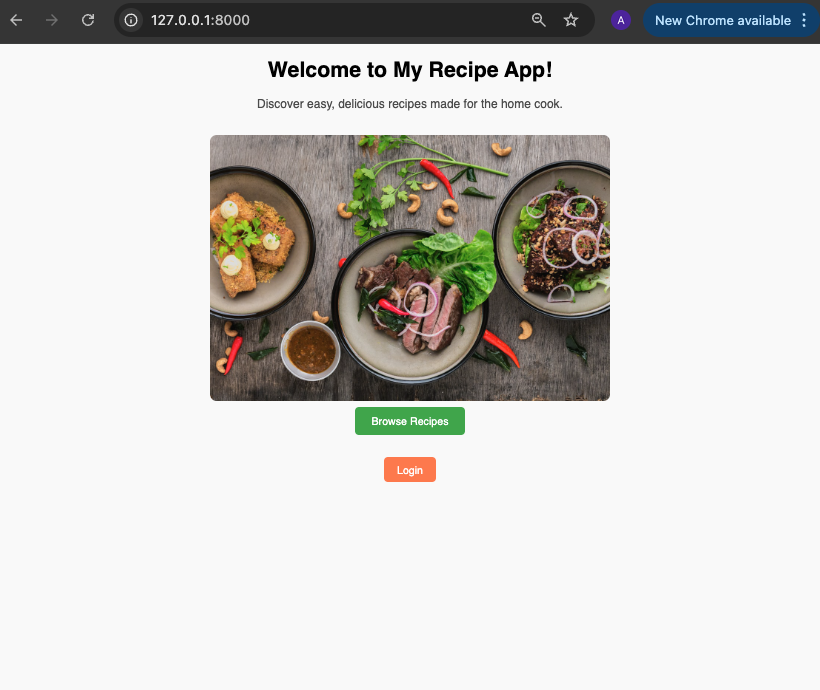 127.0.0.1:8000
A
New Chrome available
Welcome to My Recipe App!
Discover easy, delicious recipes made for the home cook.
Browse Recipes
Login